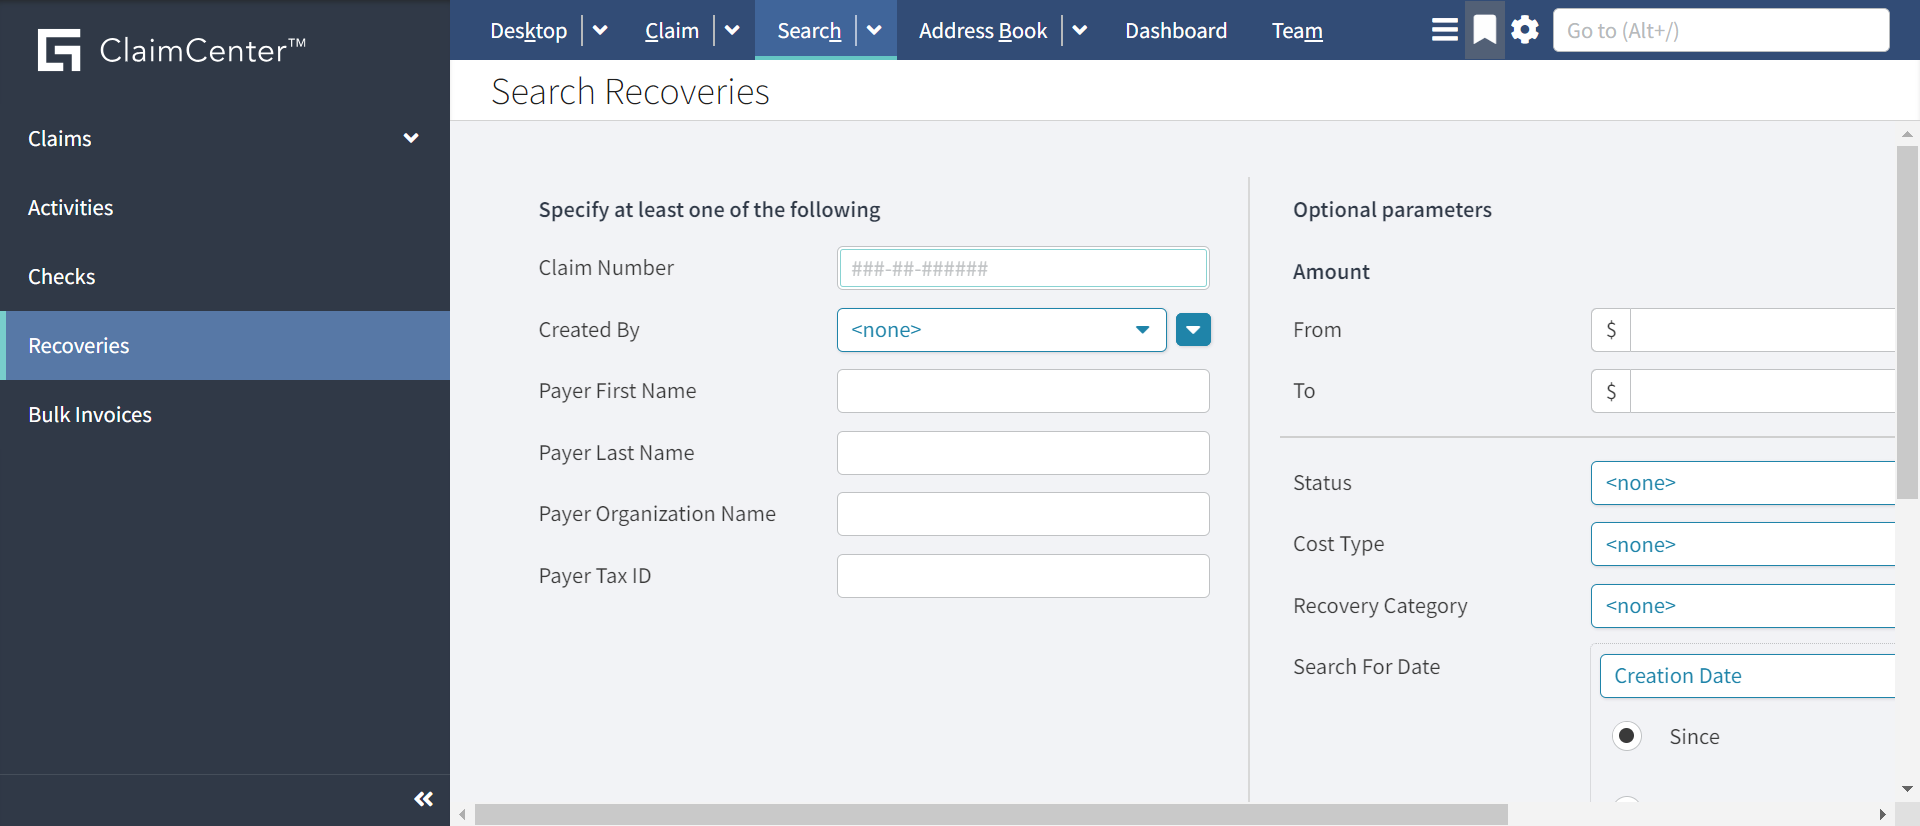 ClaimCenter™
Desktop Claim Search Address Book Dashboard Team Go to (Alt+/)
Search Recoveries
Claims
Activities
Checks
Recoveries
Bulk Invoices
Specify at least one of the following
Claim Number ###-##-######
Created By <none>
Payer First Name
Payer Last Name
Payer Organization Name
Payer Tax ID
Optional parameters
Amount
From $
To $
Status <none>
Cost Type <none>
Recovery Category <none>
Search For Date Creation Date
Since